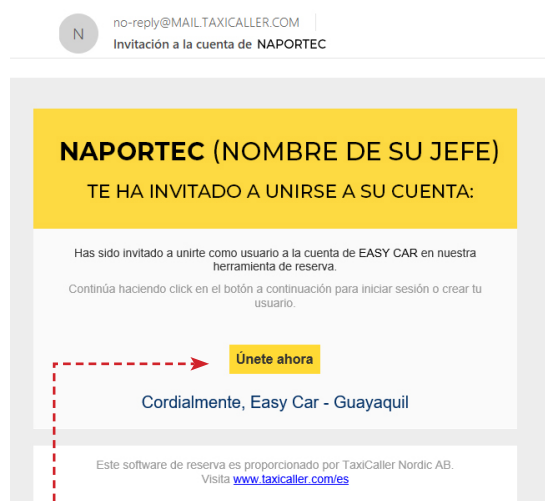 N
no-reply@MAIL.TAXICALLER.COM
Invitación a la cuenta de NAPORTEC
NAPORTEC (NOMBRE DE SU JEFE)
TE HA INVITADO A UNIRSE A SU CUENTA:
Has sido invitado a unirte como usuario a la cuenta de EASY CAR en nuestra
herramienta de reserva.
Continúa haciendo click en el botón a continuación para iniciar sesión o crear tu
usuario.
Únete ahora
Cordialmente, Easy Car - Guayaquil
Este software de reserva es proporcionado por TaxiCaller Nordic AB.
Visita www.taxicaller.com/es